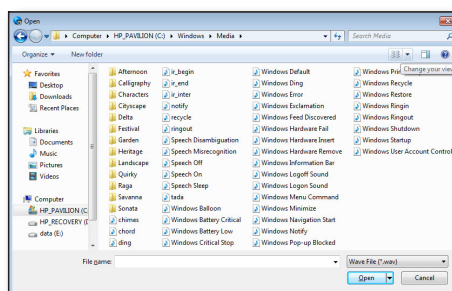 Open
Computer ▸ HP_PAVILION (C:) ▸ Windows ▸ Media ▸
Search Media
Organize
New folder
Change your view
Favorites
Desktop
Downloads
Recent Places
Libraries
Documents
Music
Pictures
Videos
Computer
HP_PAVILION (C
HP_RECOVERY (D
data (E:)
Afternoon
Calligraphy
Characters
Cityscape
Delta
Festival
Garden
Heritage
Landscape
Quirky
Raga
Savanna
Sonata
chimes
chord
ding
ir_begin
ir_end
ir_inter
notify
recycle
ringout
Speech Disambiguation
Speech Misrecognition
Speech Off
Speech On
Speech Sleep
tada
Windows Balloon
Windows Battery Critical
Windows Battery Low
Windows Critical Stop
Windows Default
Windows Ding
Windows Error
Windows Exclamation
Windows Feed Discovered
Windows Hardware Fail
Windows Hardware Insert
Windows Hardware Remove
Windows Information Bar
Windows Logoff Sound
Windows Logon Sound
Windows Menu Command
Windows Minimize
Windows Navigation Start
Windows Notify
Windows Pop-up Blocked
Windows Prin
Windows Recycle
Windows Restore
Windows Ringin
Windows Ringout
Windows Shutdown
Windows Startup
Windows User Account Control
File name:
Wave File (*.wav)
Open
Cancel